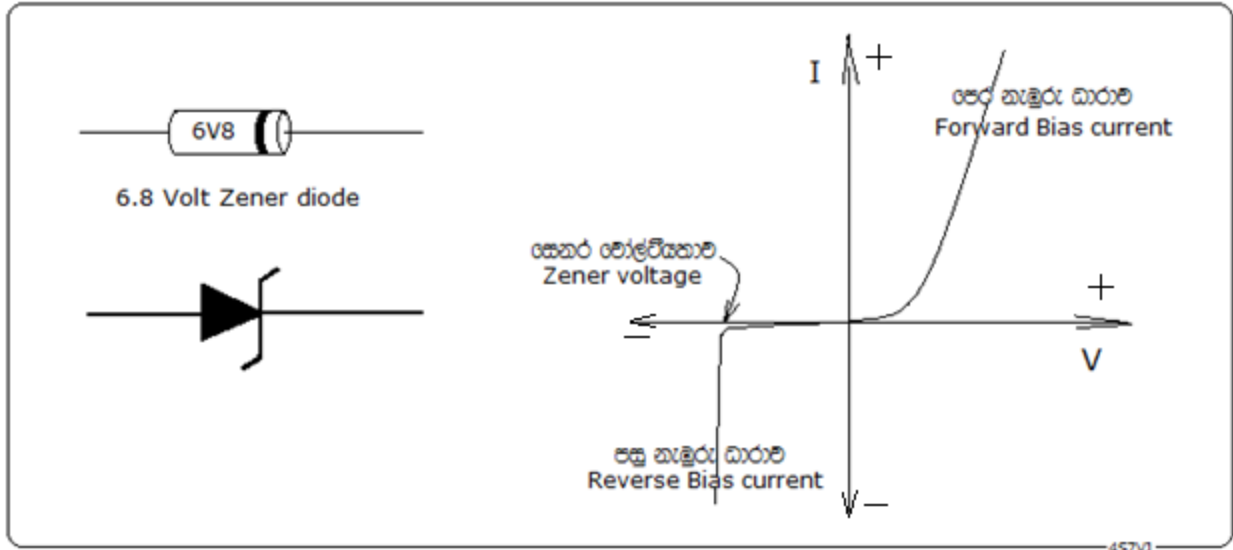 6V8
6.8 Volt Zener diode
I
+
පෙර නැඹුරු ධාරාව
Forward Bias current
සෙනර් වෝල්ටීයතාව
Zener voltage
+
−
V
පසු නැඹුරු ධාරාව
Reverse Bias current
−